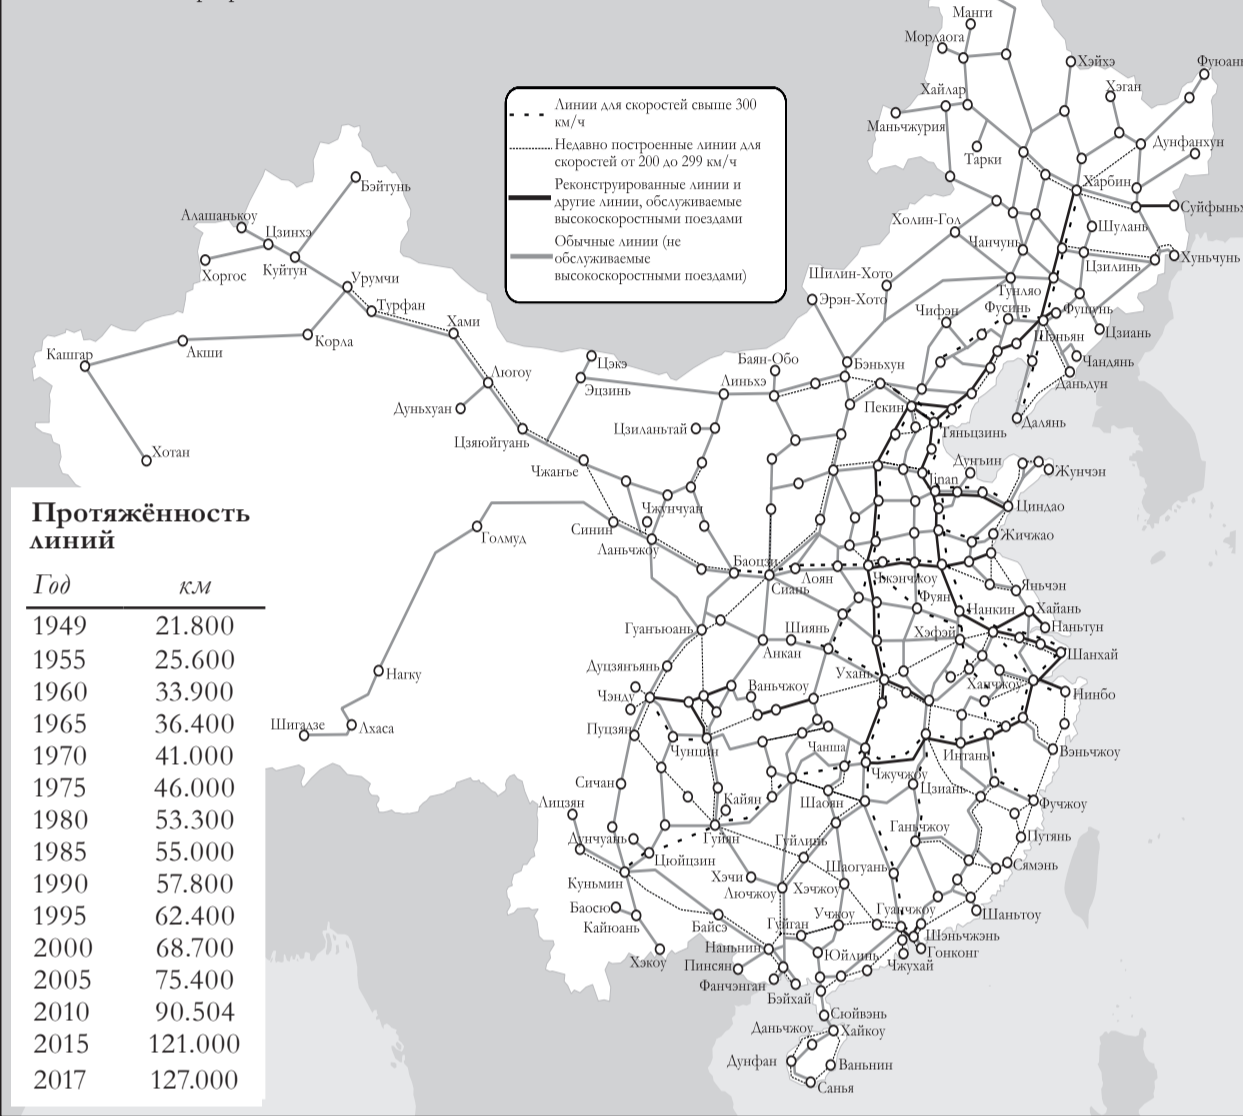 Манги
Мордаога
Хэйхэ
Фуюань
Хэган
Хайлар
Маньчжурия
Тарки
Дунфанхун
Харбин
Суйфыньх
Холин-Гол
Шулань
Чанчунь
Хуньчунь
Цзилинь
Шилин-Хото
Эрэн-Хото
Тунляо
Чифэн
Фусинь
Фушунь
Шэньян
Цзиань
Чандянь
Даньдун
Далянь
Линии для скоростей свыше 300
км/ч
Недавно построенные линии для
скоростей от 200 до 299 км/ч
Реконструированные линии и
другие линии, обслуживаемые
высокоскоростными поездами
Обычные линии (не
обслуживаемые
высокоскоростными поездами)
Бэйтунь
Алашанькоу
Цзинхэ
Хоргос
Куйтун
Урумчи
Турфан
Хами
Кашгар
Акши
Корла
Хотан
Люгоу
Дуньхуан
Цзяюйгуань
Цзкэ
Эцзинь
Баян-Обо
Линьхэ
Бэньхун
Цзиланьтай
Чжанъе
Пекин
Тяньцзинь
Дунъин
Жунчэн
Jinan
Циндао
Жичжао
Голмуд
Синин
Чжунчуан
Ланьчжоу
Баоцзи
Сиань
Лоян
Чжэнчжоу
Яньчэн
Фуян
Нанкин
Хайань
Наньтун
Хэфэй
Шанхай
Гуанъюань
Шиянь
Анкан
Дуцзянъянь
Чэнду
Ваньчжоу
Ухань
Ханчжоу
Нинбо
Нагку
Шигадзе
Лхаса
Пуцзян
Чунцин
Чанша
Интань
Вэньчжоу
Сичан
Чжучжоу
Цзиань
Лицзян
Кайян
Шаоян
Фучжоу
Дунчуань
Гуйян
Гуйлинь
Ганьчжоу
Путянь
Цюйцзин
Сямэнь
Куньмин
Хэчи
Шаогуань
Лючжоу
Хэчжоу
Баосю
Кайюань
Байсэ
Гуйган
Учжоу
Гуанчжоу
Шаньтоу
Шэньчжэнь
Гонконг
Хэкоу
Наньнин
Пинсян
Юйлинь
Чжухай
Фанчэнган
Бэйхай
Сюйвэнь
Даньчжоу
Хайкоу
Дунфан
Ваньнин
Санья
Протяжённость
линий
Год км
1949 21.800
1955 25.600
1960 33.900
1965 36.400
1970 41.000
1975 46.000
1980 53.300
1985 55.000
1990 57.800
1995 62.400
2000 68.700
2005 75.400
2010 90.504
2015 121.000
2017 127.000